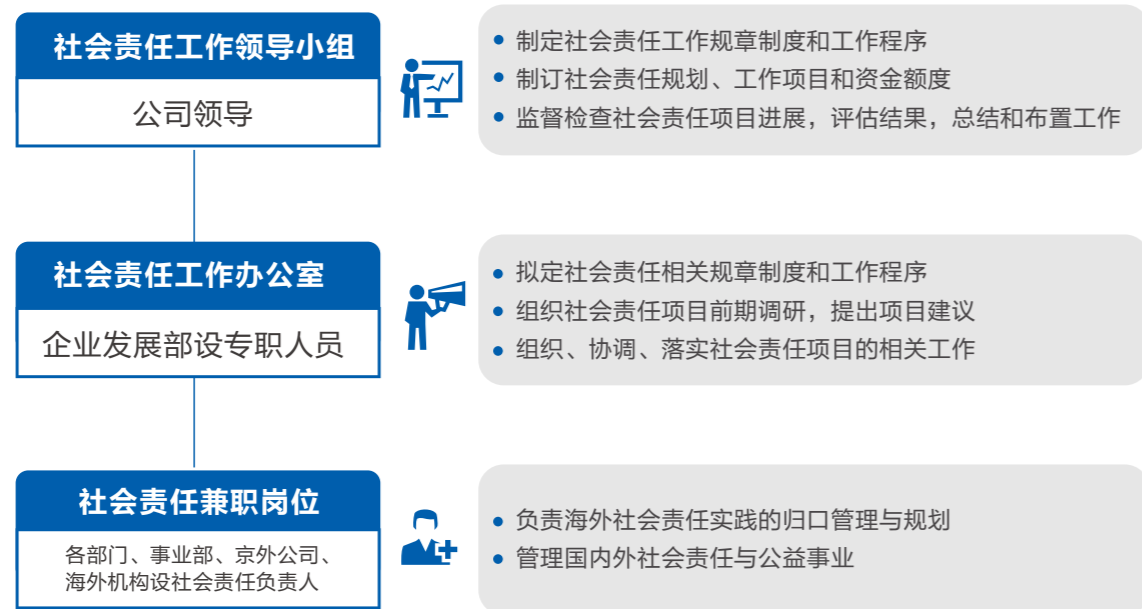 社会责任工作领导小组
公司领导
制定社会责任工作规章制度和工作程序
制订社会责任规划、工作项目和资金额度
监督检查社会责任项目进展，评估结果，总结和布置工作
社会责任工作办公室
企业发展部设专职人员
拟定社会责任相关规章制度和工作程序
组织社会责任项目前期调研，提出项目建议
组织、协调、落实社会责任项目的相关工作
社会责任兼职岗位
各部门、事业部、京外公司、
海外机构设社会责任负责人
负责海外社会责任实践的归口管理与规划
管理国内外社会责任与公益事业